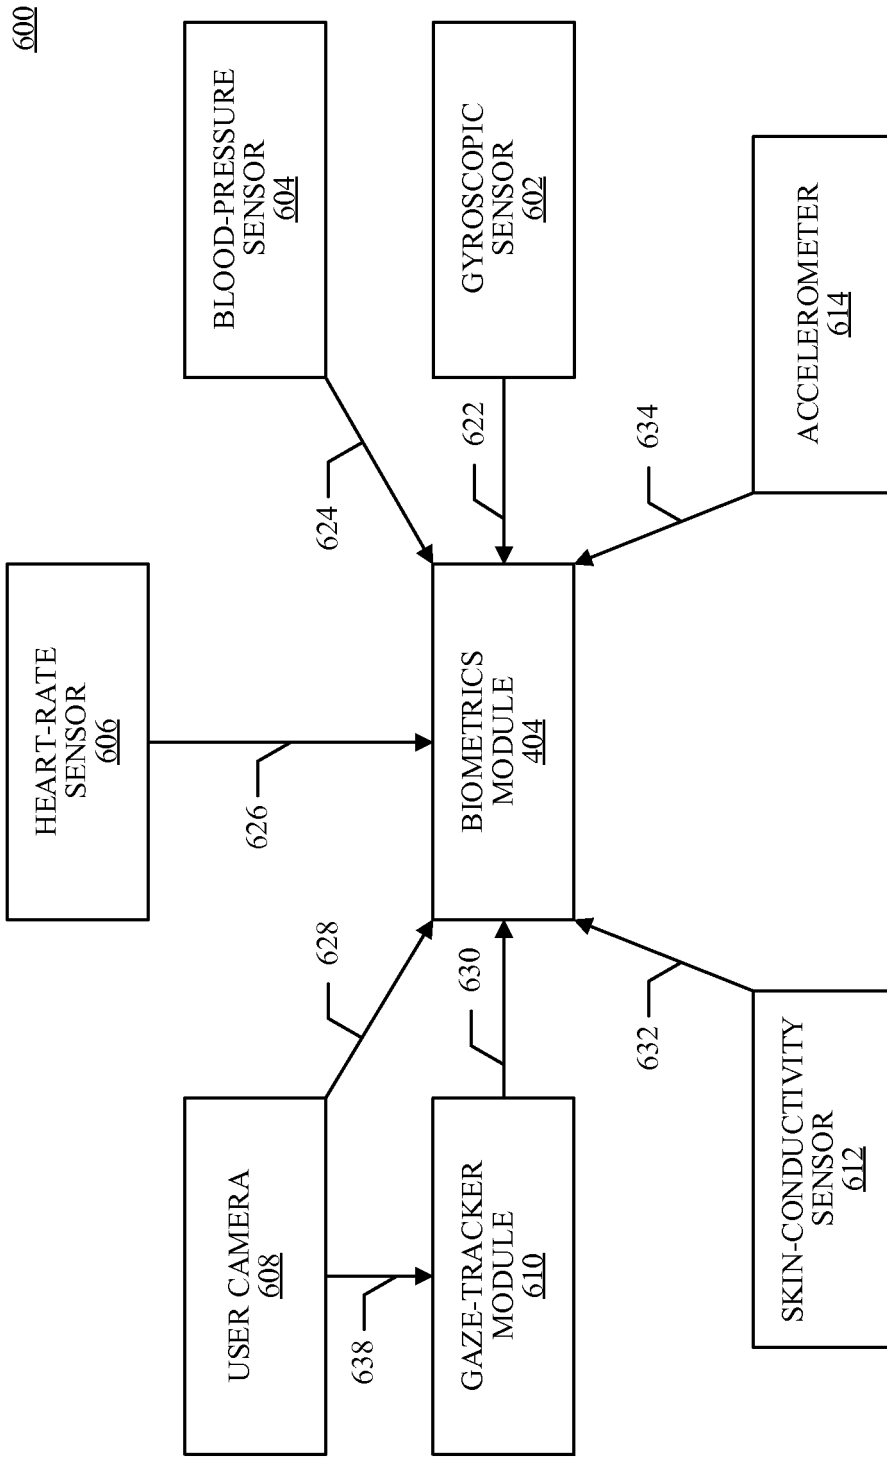 600
HEART-RATE
SENSOR
606
USER CAMERA
608
BLOOD-PRESSURE
SENSOR
604
626
628
624
638
GAZE-TRACKER
MODULE
610
630
BIOMETRICS
MODULE
404
622
GYROSCOPIC
SENSOR
602
632
634
SKIN-CONDUCTIVITY
SENSOR
612
ACCELEROMETER
614